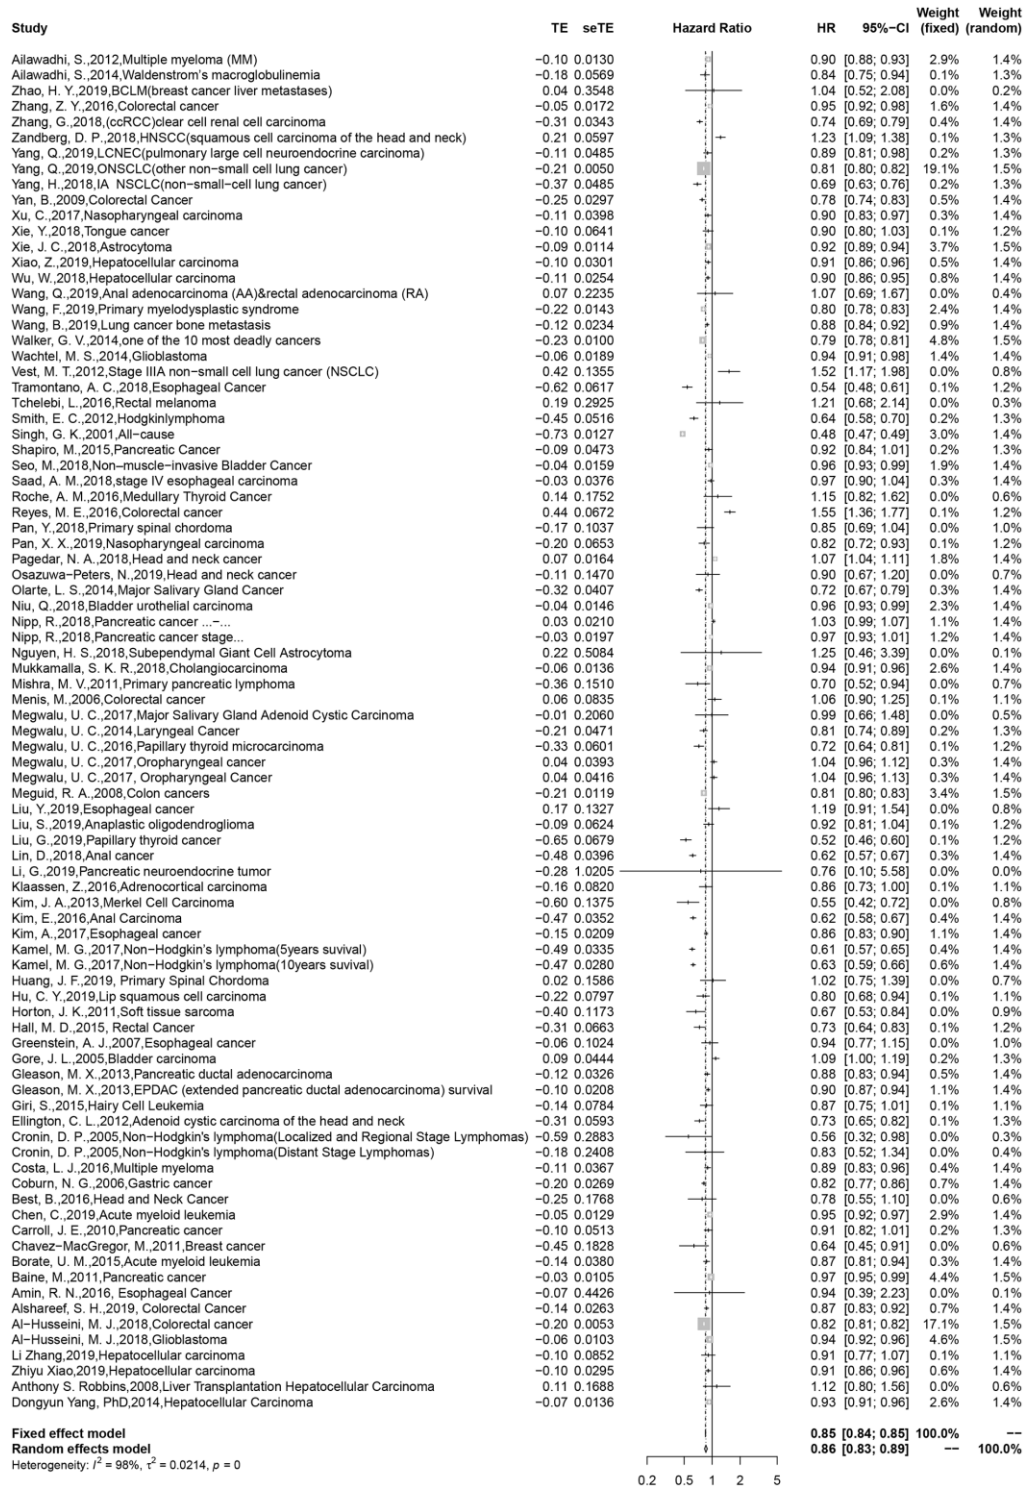 Weight Weight
Study TE seTE Hazard Ratio HR 95%−CI (fixed) (random)
Ailawadhi, S.,2012,Multiple myeloma (MM) −0.10 0.0130 0.90 [0.88; 0.93] 2.9% 1.4%
Ailawadhi, S.,2014,Waldenstrom's macroglobulinemia −0.18 0.0569 0.84 [0.75; 0.94] 0.1% 1.3%
Zhao, H. Y.,2019,BCLM(breast cancer liver metastases) 0.04 0.3548 1.04 [0.52; 2.08] 0.0% 0.2%
Zhang, Z. Y.,2016,Colorectal cancer −0.05 0.0172 0.95 [0.92; 0.98] 1.6% 1.4%
Zhang, G.,2018,(ccRCC)clear cell renal cell carcinoma −0.31 0.0343 0.74 [0.69; 0.79] 0.4% 1.4%
Zandberg, D. P.,2018,HNSCC(squamous cell carcinoma of the head and neck) 0.21 0.0597 1.23 [1.09; 1.38] 0.1% 1.3%
Yang, Q.,2019,LCNEC(pulmonary large cell neuroendocrine carcinoma) −0.11 0.0485 0.89 [0.81; 0.98] 0.2% 1.3%
Yang, Q.,2019,ONSCLC(other non−small cell lung cancer) −0.21 0.0050 0.81 [0.80; 0.82] 19.1% 1.5%
Yang, H.,2018,IA NSCLC(non−small−cell lung cancer) −0.37 0.0485 0.69 [0.63; 0.76] 0.2% 1.3%
Yan, B.,2009,Colorectal Cancer −0.25 0.0297 0.78 [0.74; 0.83] 0.5% 1.4%
Xu, C.,2017,Nasopharyngeal carcinoma −0.11 0.0398 0.90 [0.83; 0.97] 0.3% 1.4%
Xie, Y.,2018,Tongue cancer −0.10 0.0641 0.90 [0.80; 1.03] 0.1% 1.2%
Xie, J. C.,2018,Astrocytoma −0.09 0.0114 0.92 [0.89; 0.94] 3.7% 1.5%
Xiao, Z.,2019,Hepatocellular carcinoma −0.10 0.0301 0.91 [0.86; 0.96] 0.5% 1.4%
Wu, W.,2018,Hepatocellular carcinoma −0.11 0.0254 0.90 [0.86; 0.95] 0.8% 1.4%
Wang, Q.,2019,Anal adenocarcinoma (AA)&rectal adenocarcinoma (RA) 0.07 0.2235 1.07 [0.69; 1.67] 0.0% 0.4%
Wang, F.,2019,Primary myelodysplastic syndrome −0.22 0.0143 0.80 [0.78; 0.83] 2.4% 1.4%
Wang, B.,2019,Lung cancer bone metastasis −0.12 0.0234 0.88 [0.84; 0.92] 0.9% 1.4%
Walker, G. V.,2014,one of the 10 most deadly cancers −0.23 0.0100 0.79 [0.78; 0.81] 4.8% 1.5%
Wachtel, M. S.,2014,Glioblastoma −0.06 0.0189 0.94 [0.91; 0.98] 1.4% 1.4%
Vest, M. T.,2012,Stage IIIA non−small cell lung cancer (NSCLC) 0.42 0.1355 1.52 [1.17; 1.98] 0.0% 0.8%
Tramontano, A. C.,2018,Esophageal Cancer −0.62 0.0617 0.54 [0.48; 0.61] 0.1% 1.2%
Tchelebi, L.,2016,Rectal melanoma 0.19 0.2925 1.21 [0.68; 2.14] 0.0% 0.3%
Smith, E. C.,2012,Hodgkinlymphoma −0.45 0.0516 0.64 [0.58; 0.70] 0.2% 1.3%
Singh, G. K.,2001,All−cause −0.73 0.0127 0.48 [0.47; 0.49] 3.0% 1.4%
Shapiro, M.,2015,Pancreatic Cancer −0.09 0.0473 0.92 [0.84; 1.01] 0.2% 1.3%
Seo, M.,2018,Non−muscle−invasive Bladder Cancer −0.04 0.0159 0.96 [0.93; 0.99] 1.9% 1.4%
Saad, A. M.,2018,stage IV esophageal carcinoma −0.03 0.0376 0.97 [0.90; 1.04] 0.3% 1.4%
Roche, A. M.,2016,Medullary Thyroid Cancer 0.14 0.1752 1.15 [0.82; 1.62] 0.0% 0.6%
Reyes, M. E.,2016,Colorectal cancer 0.44 0.0672 1.55 [1.36; 1.77] 0.1% 1.2%
Pan, Y.,2018,Primary spinal chordoma −0.17 0.1037 0.85 [0.69; 1.04] 0.0% 1.0%
Pan, X. X.,2019,Nasopharyngeal carcinoma −0.20 0.0653 0.82 [0.72; 0.93] 0.1% 1.2%
Pagedar, N. A.,2018,Head and neck cancer 0.07 0.0164 1.07 [1.04; 1.11] 1.8% 1.4%
Osazuwa−Peters, N.,2019,Head and neck cancer −0.11 0.1470 0.90 [0.67; 1.20] 0.0% 0.7%
Olarte, L. S.,2014,Major Salivary Gland Cancer −0.32 0.0407 0.72 [0.67; 0.79] 0.3% 1.4%
Niu, Q.,2018,Bladder urothelial carcinoma −0.04 0.0146 0.96 [0.93; 0.99] 2.3% 1.4%
Nipp, R.,2018,Pancreatic cancer ...−... 0.03 0.0210 1.03 [0.99; 1.07] 1.1% 1.4%
Nipp, R.,2018,Pancreatic cancer stage... −0.03 0.0197 0.97 [0.93; 1.01] 1.2% 1.4%
Nguyen, H. S.,2018,Subependymal Giant Cell Astrocytoma 0.22 0.5084 1.25 [0.46; 3.39] 0.0% 0.1%
Mukkamalla, S. K. R.,2018,Cholangiocarcinoma −0.06 0.0136 0.94 [0.91; 0.96] 2.6% 1.4%
Mishra, M. V.,2011,Primary pancreatic lymphoma −0.36 0.1510 0.70 [0.52; 0.94] 0.0% 0.7%
Menis, M.,2006,Colorectal cancer 0.06 0.0835 1.06 [0.90; 1.25] 0.1% 1.1%
Megwalu, U. C.,2017,Major Salivary Gland Adenoid Cystic Carcinoma −0.01 0.2060 0.99 [0.66; 1.48] 0.0% 0.5%
Megwalu, U. C.,2014,Laryngeal Cancer −0.21 0.0471 0.81 [0.74; 0.89] 0.2% 1.3%
Megwalu, U. C.,2016,Papillary thyroid microcarcinoma −0.33 0.0601 0.72 [0.64; 0.81] 0.1% 1.2%
Megwalu, U. C.,2017,Oropharyngeal cancer 0.04 0.0393 1.04 [0.96; 1.12] 0.3% 1.4%
Megwalu, U. C.,2017, Oropharyngeal Cancer 0.04 0.0416 1.04 [0.96; 1.13] 0.3% 1.4%
Meguid, R. A.,2008,Colon cancers −0.21 0.0119 0.81 [0.80; 0.83] 3.4% 1.5%
Liu, Y.,2019,Esophageal cancer 0.17 0.1327 1.19 [0.91; 1.54] 0.0% 0.8%
Liu, S.,2019,Anaplastic oligodendroglioma −0.09 0.0624 0.92 [0.81; 1.04] 0.1% 1.2%
Liu, G.,2019,Papillary thyroid cancer −0.65 0.0679 0.52 [0.46; 0.60] 0.1% 1.2%
Lin, D.,2018,Anal cancer −0.48 0.0396 0.62 [0.57; 0.67] 0.3% 1.4%
Li, G.,2019,Pancreatic neuroendocrine tumor −0.28 1.0205 0.76 [0.10; 5.58] 0.0% 0.0%
Klaassen, Z.,2016,Adrenocortical carcinoma −0.16 0.0820 0.86 [0.73; 1.00] 0.1% 1.1%
Kim, J. A.,2013,Merkel Cell Carcinoma −0.60 0.1375 0.55 [0.42; 0.72] 0.0% 0.8%
Kim, E.,2016,Anal Carcinoma −0.47 0.0352 0.62 [0.58; 0.67] 0.4% 1.4%
Kim, A.,2017,Esophageal cancer −0.15 0.0209 0.86 [0.83; 0.90] 1.1% 1.4%
Kamel, M. G.,2017,Non−Hodgkin's lymphoma(5years suvival) −0.49 0.0335 0.61 [0.57; 0.65] 0.4% 1.4%
Kamel, M. G.,2017,Non−Hodgkin's lymphoma(10years suvival) −0.47 0.0280 0.63 [0.59; 0.66] 0.6% 1.4%
Huang, J. F.,2019, Primary Spinal Chordoma 0.02 0.1586 1.02 [0.75; 1.39] 0.0% 0.7%
Hu, C. Y.,2019,Lip squamous cell carcinoma −0.22 0.0797 0.80 [0.68; 0.94] 0.1% 1.1%
Horton, J. K.,2011,Soft tissue sarcoma −0.40 0.1173 0.67 [0.53; 0.84] 0.0% 0.9%
Hall, M. D.,2015, Rectal Cancer −0.31 0.0663 0.73 [0.64; 0.83] 0.1% 1.2%
Greenstein, A. J.,2007,Esophageal cancer −0.06 0.1024 0.94 [0.77; 1.15] 0.0% 1.0%
Gore, J. L.,2005,Bladder carcinoma 0.09 0.0444 1.09 [1.00; 1.19] 0.2% 1.3%
Gleason, M. X.,2013,Pancreatic ductal adenocarcinoma −0.12 0.0326 0.88 [0.83; 0.94] 0.5% 1.4%
Gleason, M. X.,2013,EPDAC (extended pancreatic ductal adenocarcinoma) survival −0.10 0.0208 0.90 [0.87; 0.94] 1.1% 1.4%
Giri, S.,2015,Hairy Cell Leukemia −0.14 0.0784 0.87 [0.75; 1.01] 0.1% 1.1%
Ellington, C. L.,2012,Adenoid cystic carcinoma of the head and neck −0.31 0.0593 0.73 [0.65; 0.82] 0.1% 1.3%
Cronin, D. P.,2005,Non−Hodgkin's lymphoma(Localized and Regional Stage Lymphomas) −0.59 0.2883 0.56 [0.32; 0.98] 0.0% 0.3%
Cronin, D. P.,2005,Non−Hodgkin's lymphoma(Distant Stage Lymphomas) −0.18 0.2408 0.83 [0.52; 1.34] 0.0% 0.4%
Costa, L. J.,2016,Multiple myeloma −0.11 0.0367 0.89 [0.83; 0.96] 0.4% 1.4%
Coburn, N. G.,2006,Gastric cancer −0.20 0.0269 0.82 [0.77; 0.86] 0.7% 1.4%
Best, B.,2016,Head and Neck Cancer −0.25 0.1768 0.78 [0.55; 1.10] 0.0% 0.6%
Chen, C.,2019,Acute myeloid leukemia −0.05 0.0129 0.95 [0.92; 0.97] 2.9% 1.4%
Carroll, J. E.,2010,Pancreatic cancer −0.10 0.0513 0.91 [0.82; 1.01] 0.2% 1.3%
Chavez−MacGregor, M.,2011,Breast cancer −0.45 0.1828 0.64 [0.45; 0.91] 0.0% 0.6%
Borate, U. M.,2015,Acute myeloid leukemia −0.14 0.0380 0.87 [0.81; 0.94] 0.3% 1.4%
Baine, M.,2011,Pancreatic cancer −0.03 0.0105 0.97 [0.95; 0.99] 4.4% 1.5%
Amin, R. N.,2016, Esophageal Cancer −0.07 0.4426 0.94 [0.39; 2.23] 0.0% 0.1%
Alshareef, S. H.,2019, Colorectal Cancer −0.14 0.0263 0.87 [0.83; 0.92] 0.7% 1.4%
Al−Husseini, M. J.,2018,Colorectal cancer −0.20 0.0053 0.82 [0.81; 0.82] 17.1% 1.5%
Al−Husseini, M. J.,2018,Glioblastoma −0.06 0.0103 0.94 [0.92; 0.96] 4.6% 1.5%
Li Zhang,2019,Hepatocellular carcinoma −0.10 0.0852 0.91 [0.77; 1.07] 0.1% 1.1%
Zhiyu Xiao,2019,Hepatocellular carcinoma −0.10 0.0295 0.91 [0.86; 0.96] 0.6% 1.4%
Anthony S. Robbins,2008,Liver Transplantation Hepatocellular Carcinoma 0.11 0.1688 1.12 [0.80; 1.56] 0.0% 0.6%
Dongyun Yang, PhD,2014,Hepatocellular Carcinoma −0.07 0.0136 0.93 [0.91; 0.96] 2.6% 1.4%
Fixed effect model 0.85 [0.84; 0.85] 100.0% −−
Random effects model 0.86 [0.83; 0.89] −− 100.0%
Heterogeneity: I² = 98%, τ² = 0.0214, p = 0
0.2 0.5 1 2 5